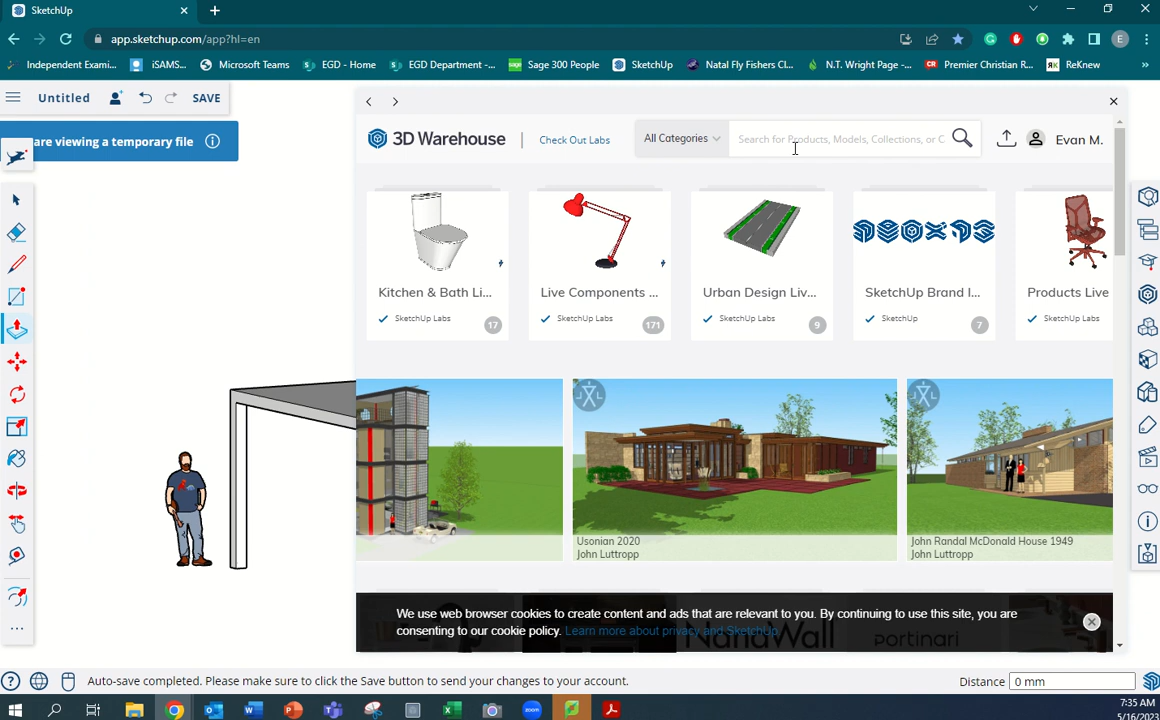 SketchUp
app.sketchup.com/app?hl=en
E
Independent Exami...
iSAMS...
Microsoft Teams
EGD - Home
EGD Department -...
Sage 300 People
SketchUp
Natal Fly Fishers Cl...
N.T. Wright Page -...
Premier Christian R...
ReKnew
»
Untitled
SAVE
are viewing a temporary file
3D Warehouse
Check Out Labs
All Categories
Search for Products, Models, Collections, or C
Evan M.
Kitchen & Bath Li...
SketchUp Labs
17
Live Components ...
SketchUp Labs
171
Urban Design Liv...
SketchUp Labs
9
SketchUp Brand I...
SketchUp
7
Products Live
SketchUp Labs
Usonian 2020
John Luttropp
John Randal McDonald House 1949
John Luttropp
We use web browser cookies to create content and ads that are relevant to you. By continuing to use this site, you are
consenting to our cookie policy. Learn more about privacy and SketchUp
NanaWall
portinari
Auto-save completed. Please make sure to click the Save button to send your changes to your account.
Distance
0 mm
7:35 AM
5/16/2023